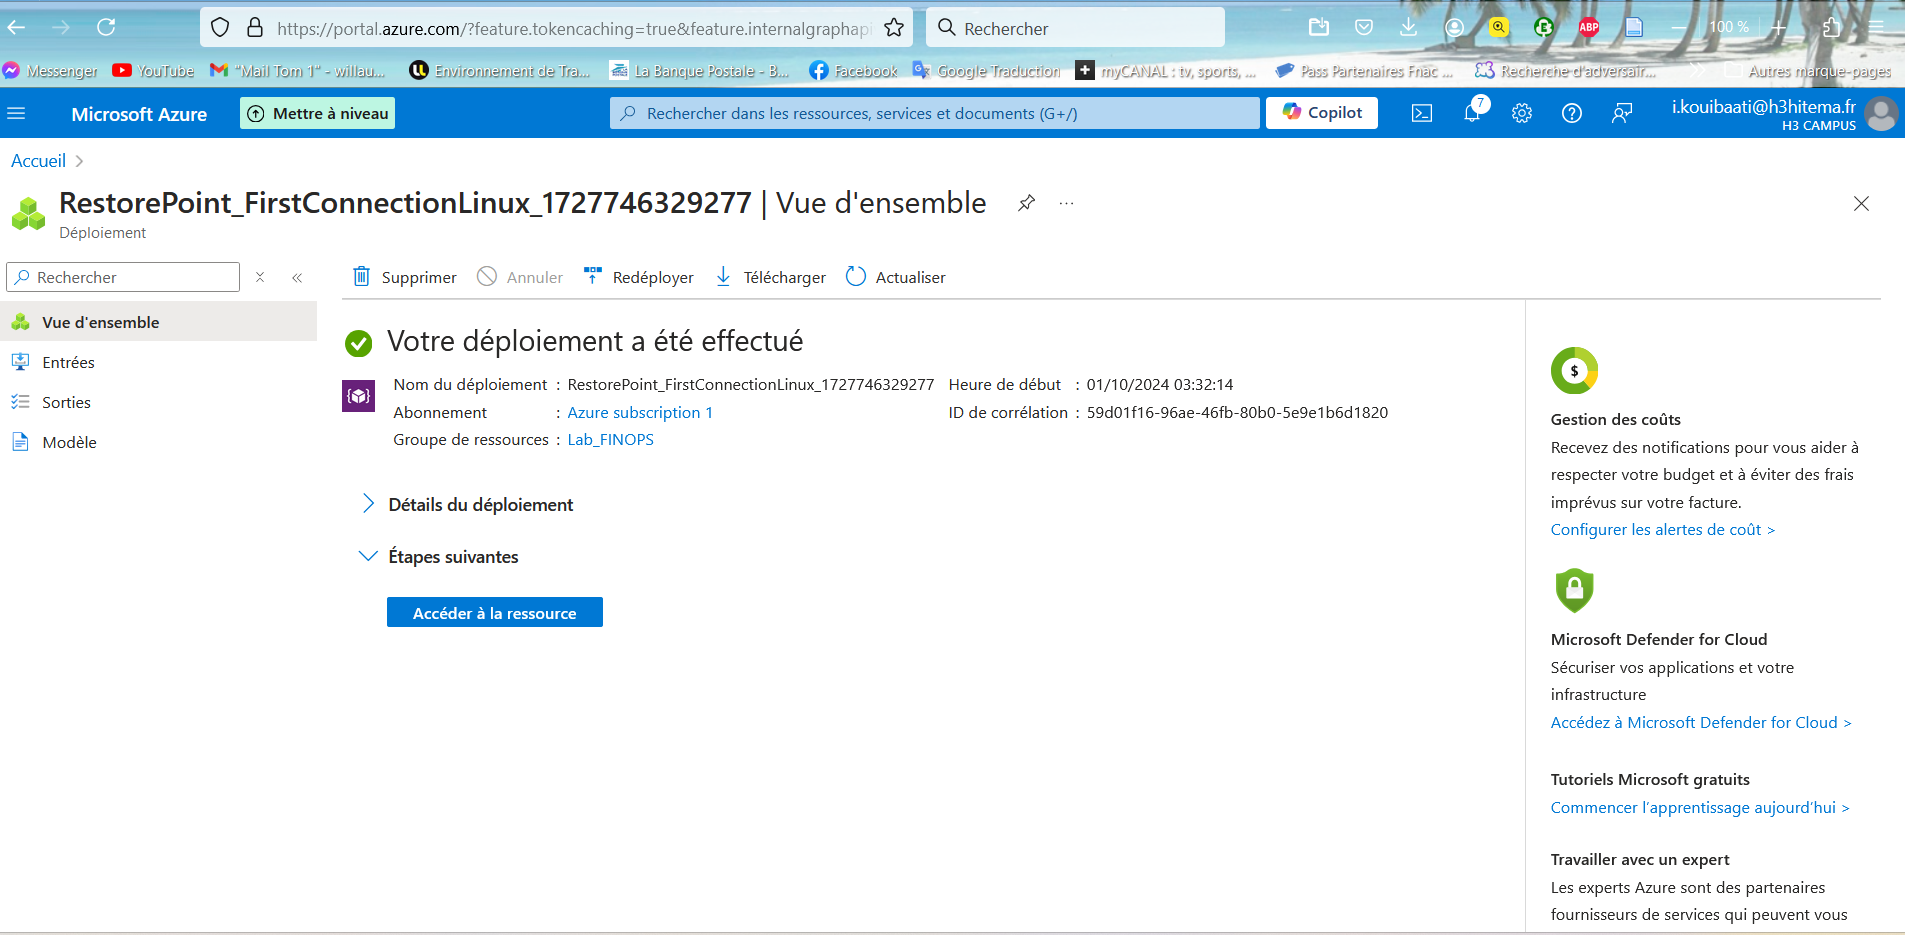 https://portal.azure.com/?feature.tokencaching=true&feature.internalgraphapi
Rechercher
ABP
100 %
Messenger
YouTube
"Mail Tom 1" - willau...
Environnement de Tra...
La Banque Postale - B...
Facebook
Google Traduction
myCANAL : tv, sports, ...
Pass Partenaires Fnac ...
Recherche d'adversair...
Autres marque-pages
Microsoft Azure
Mettre à niveau
Rechercher dans les ressources, services et documents (G+/)
Copilot
7
i.kouibaati@h3hitema.fr
H3 CAMPUS
Accueil
RestorePoint_FirstConnectionLinux_1727746329277 | Vue d'ensemble
...
Déploiement
Rechercher
Supprimer
Annuler
Redéployer
Télécharger
Actualiser
Vue d'ensemble
Entrées
Sorties
Modèle
Votre déploiement a été effectué
Nom du déploiement : RestorePoint_FirstConnectionLinux_1727746329277
Heure de début : 01/10/2024 03:32:14
Abonnement : Azure subscription 1
ID de corrélation : 59d01f16-96ae-46fb-80b0-5e9e1b6d1820
Groupe de ressources : Lab_FINOPS
Détails du déploiement
Étapes suivantes
Accéder à la ressource
$
Gestion des coûts
Recevez des notifications pour vous aider à
respecter votre budget et à éviter des frais
imprévus sur votre facture.
Configurer les alertes de coût >
Microsoft Defender for Cloud
Sécuriser vos applications et votre
infrastructure
Accédez à Microsoft Defender for Cloud >
Tutoriels Microsoft gratuits
Commencer l'apprentissage aujourd'hui >
Travailler avec un expert
Les experts Azure sont des partenaires
fournisseurs de services qui peuvent vous